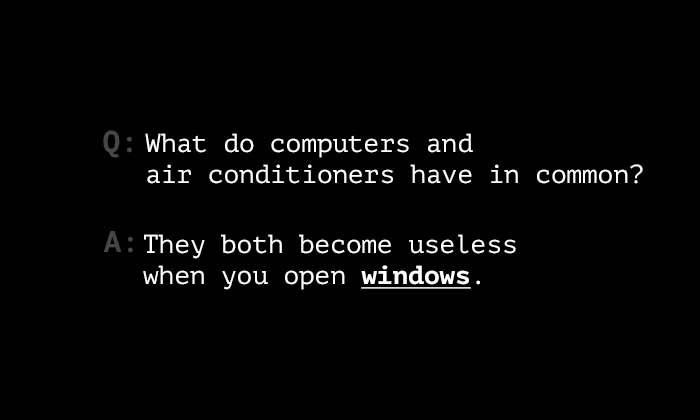 Q: What do computers and
air conditioners have in common?
A: They both become useless
when you open windows.